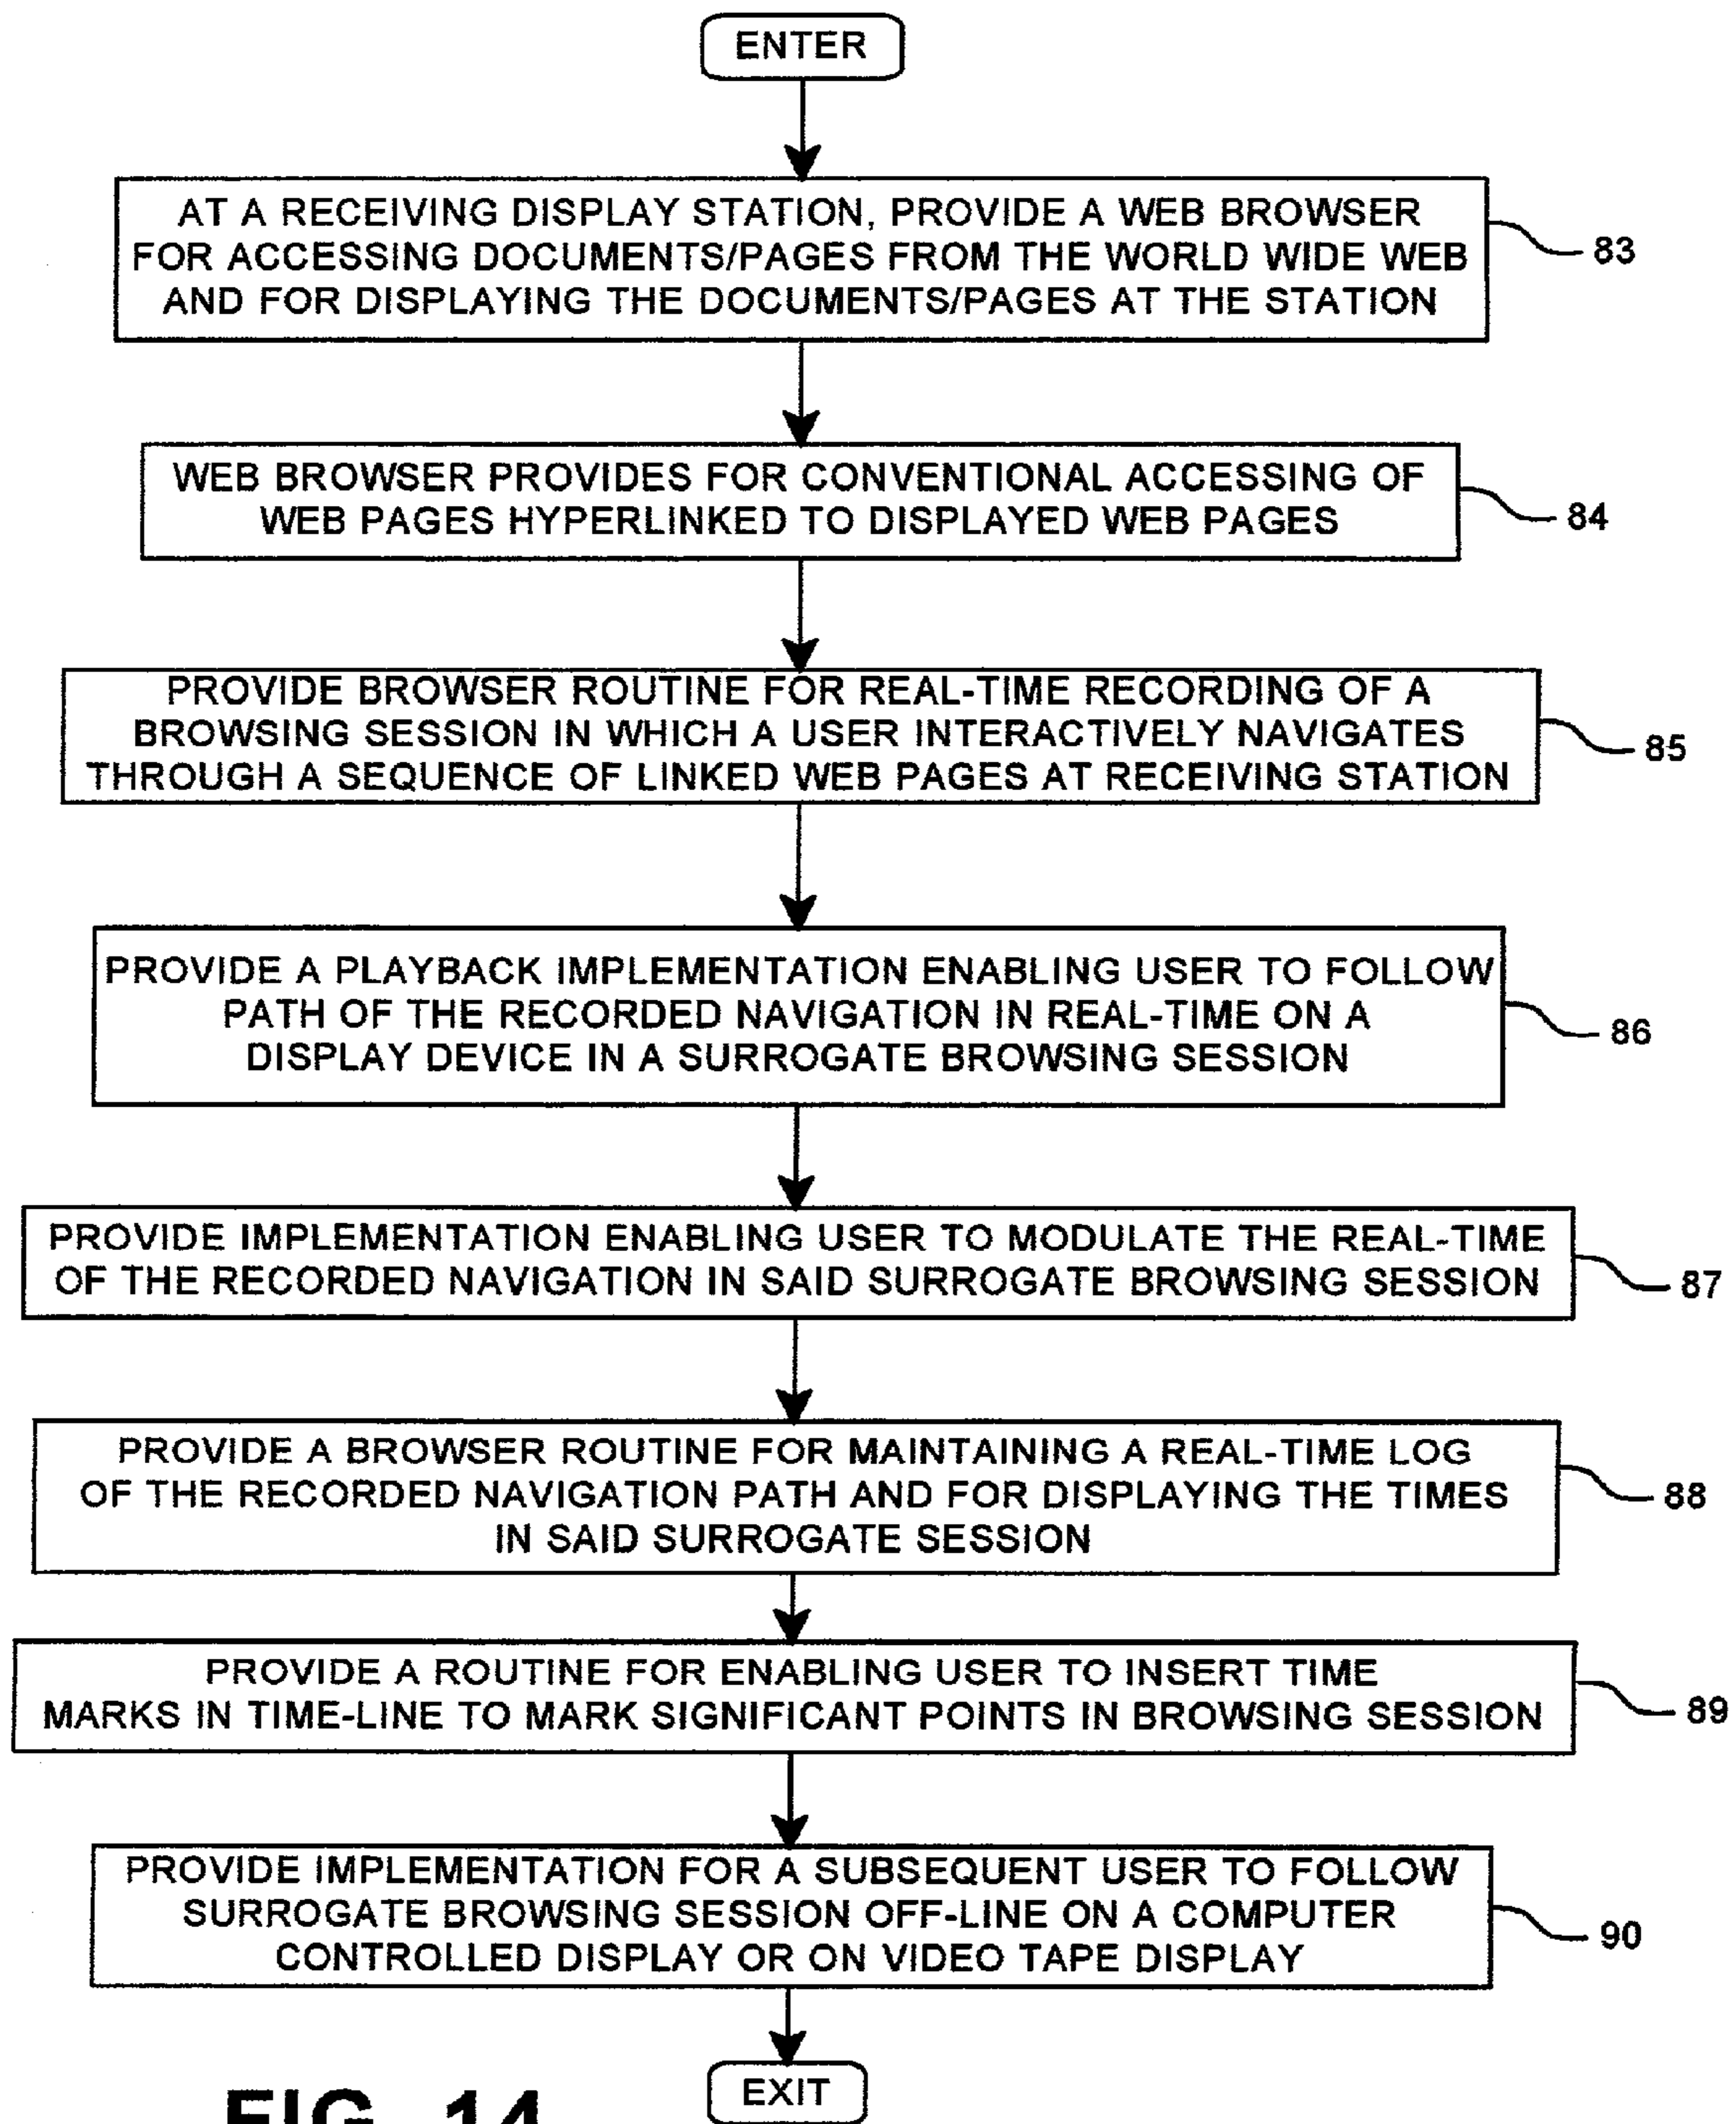 ENTER
AT A RECEIVING DISPLAY STATION, PROVIDE A WEB BROWSER
FOR ACCESSING DOCUMENTS/PAGES FROM THE WORLD WIDE WEB
AND FOR DISPLAYING THE DOCUMENTS/PAGES AT THE STATION
83
WEB BROWSER PROVIDES FOR CONVENTIONAL ACCESSING OF
WEB PAGES HYPERLINKED TO DISPLAYED WEB PAGES
84
PROVIDE BROWSER ROUTINE FOR REAL-TIME RECORDING OF A
BROWSING SESSION IN WHICH A USER INTERACTIVELY NAVIGATES
THROUGH A SEQUENCE OF LINKED WEB PAGES AT RECEIVING STATION
85
PROVIDE A PLAYBACK IMPLEMENTATION ENABLING USER TO FOLLOW
PATH OF THE RECORDED NAVIGATION IN REAL-TIME ON A
DISPLAY DEVICE IN A SURROGATE BROWSING SESSION
86
PROVIDE IMPLEMENTATION ENABLING USER TO MODULATE THE REAL-TIME
OF THE RECORDED NAVIGATION IN SAID SURROGATE BROWSING SESSION
87
PROVIDE A BROWSER ROUTINE FOR MAINTAINING A REAL-TIME LOG
OF THE RECORDED NAVIGATION PATH AND FOR DISPLAYING THE TIMES
IN SAID SURROGATE SESSION
88
PROVIDE A ROUTINE FOR ENABLING USER TO INSERT TIME
MARKS IN TIME-LINE TO MARK SIGNIFICANT POINTS IN BROWSING SESSION
89
PROVIDE IMPLEMENTATION FOR A SUBSEQUENT USER TO FOLLOW
SURROGATE BROWSING SESSION OFF-LINE ON A COMPUTER
CONTROLLED DISPLAY OR ON VIDEO TAPE DISPLAY
90
EXIT
FIG. 14